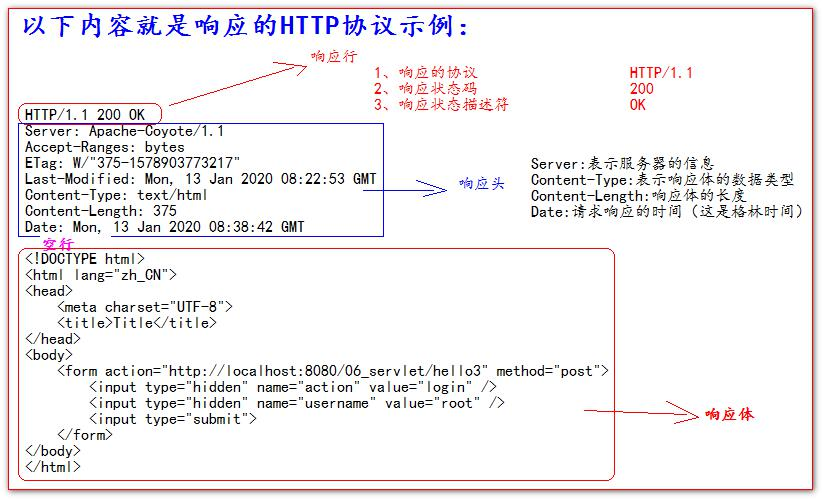 以下内容就是响应的HTTP协议示例：
响应行
1、响应的协议 HTTP/1.1
2、响应状态码 200
3、响应状态描述符 OK
HTTP/1.1 200 OK
Server: Apache-Coyote/1.1
Accept-Ranges: bytes
ETag: W/"375-1578903773217"
Last-Modified: Mon, 13 Jan 2020 08:22:53 GMT
Content-Type: text/html
Content-Length: 375
Date: Mon, 13 Jan 2020 08:38:42 GMT
响应头
Server:表示服务器的信息
Content-Type:表示响应体的数据类型
Content-Length:响应体的长度
Date:请求响应的时间（这是格林时间）
空行
<!DOCTYPE html>
<html lang="zh_CN">
<head>
    <meta charset="UTF-8">
    <title>Title</title>
</head>
<body>
    <form action="http://localhost:8080/06_servlet/hello3" method="post">
        <input type="hidden" name="action" value="login" />
        <input type="hidden" name="username" value="root" />
        <input type="submit">
    </form>
</body>
</html>
响应体